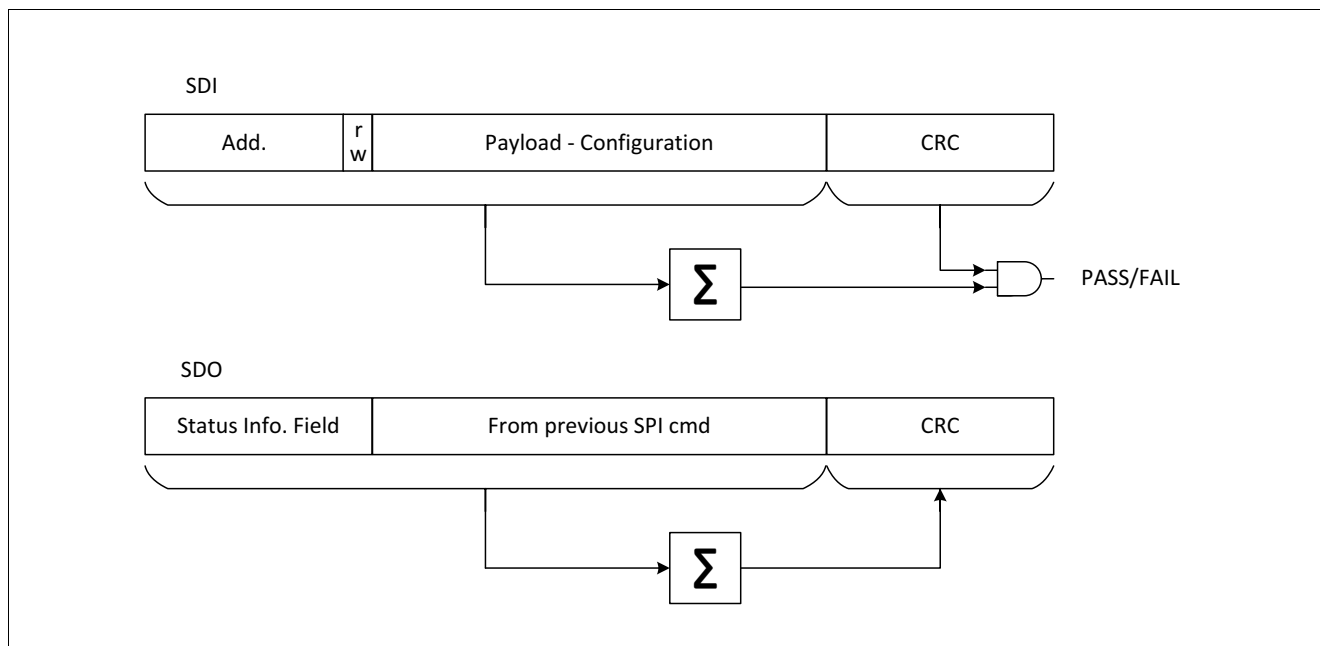 SDI
Add.
r
w
Payload - Configuration
CRC
Σ
PASS/FAIL
SDO
Status Info. Field
From previous SPI cmd
CRC
Σ